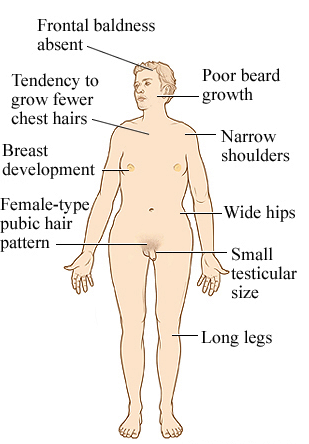 Frontal baldness
absent
Poor beard
growth
Tendency to
grow fewer
chest hairs
Narrow
shoulders
Breast
development
Female-type
pubic hair
pattern
Wide hips
Small
testicular
size
Long legs